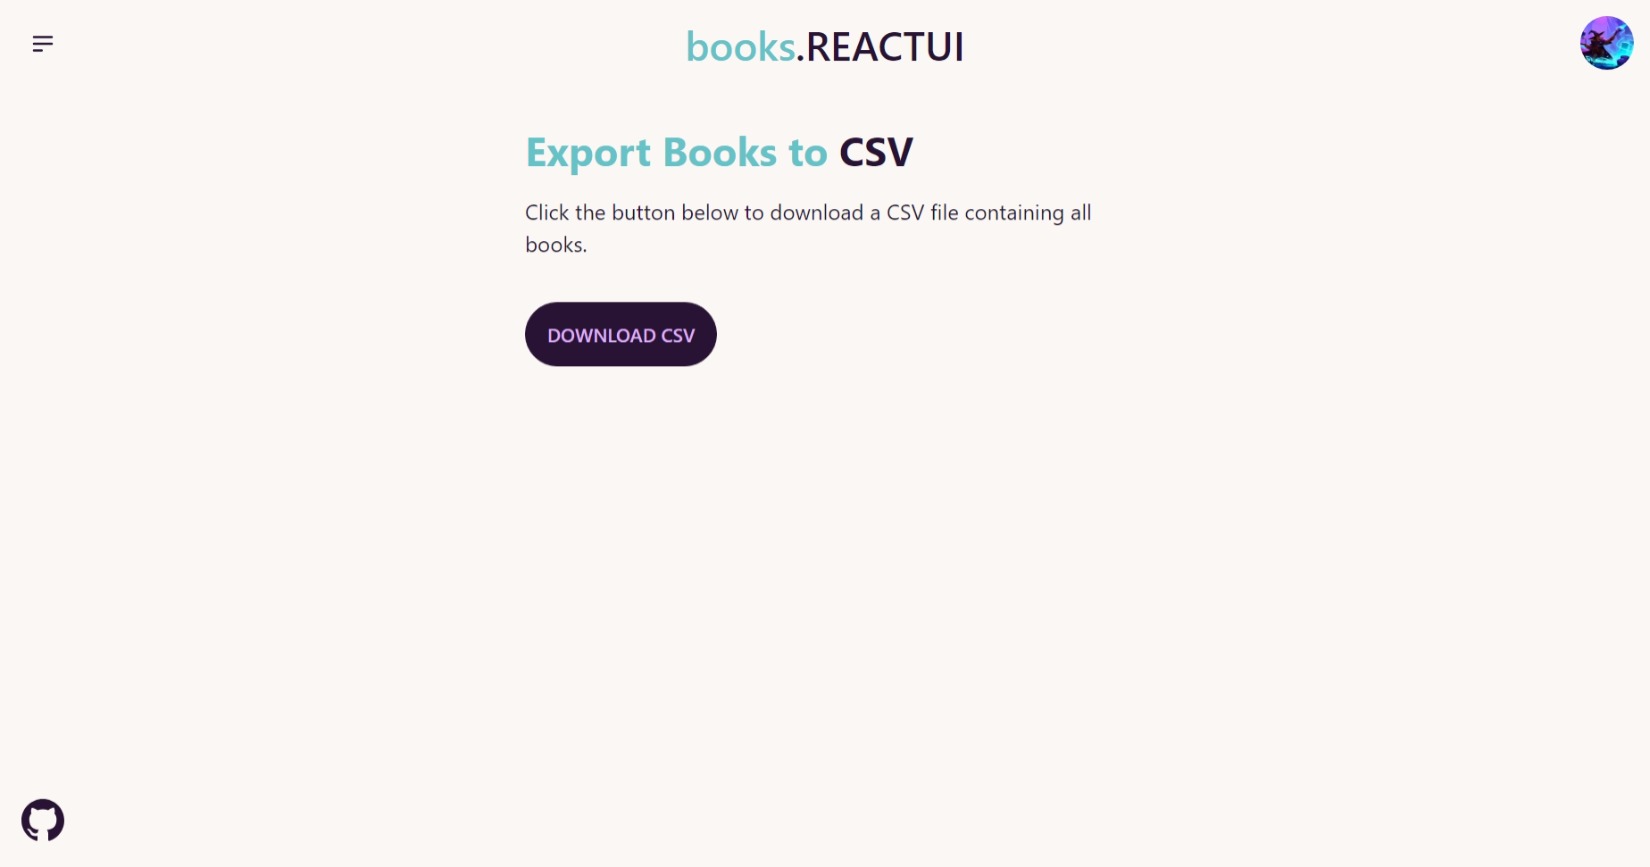 books.REACTUI
Export Books to CSV
Click the button below to download a CSV file containing all
books.
DOWNLOAD CSV